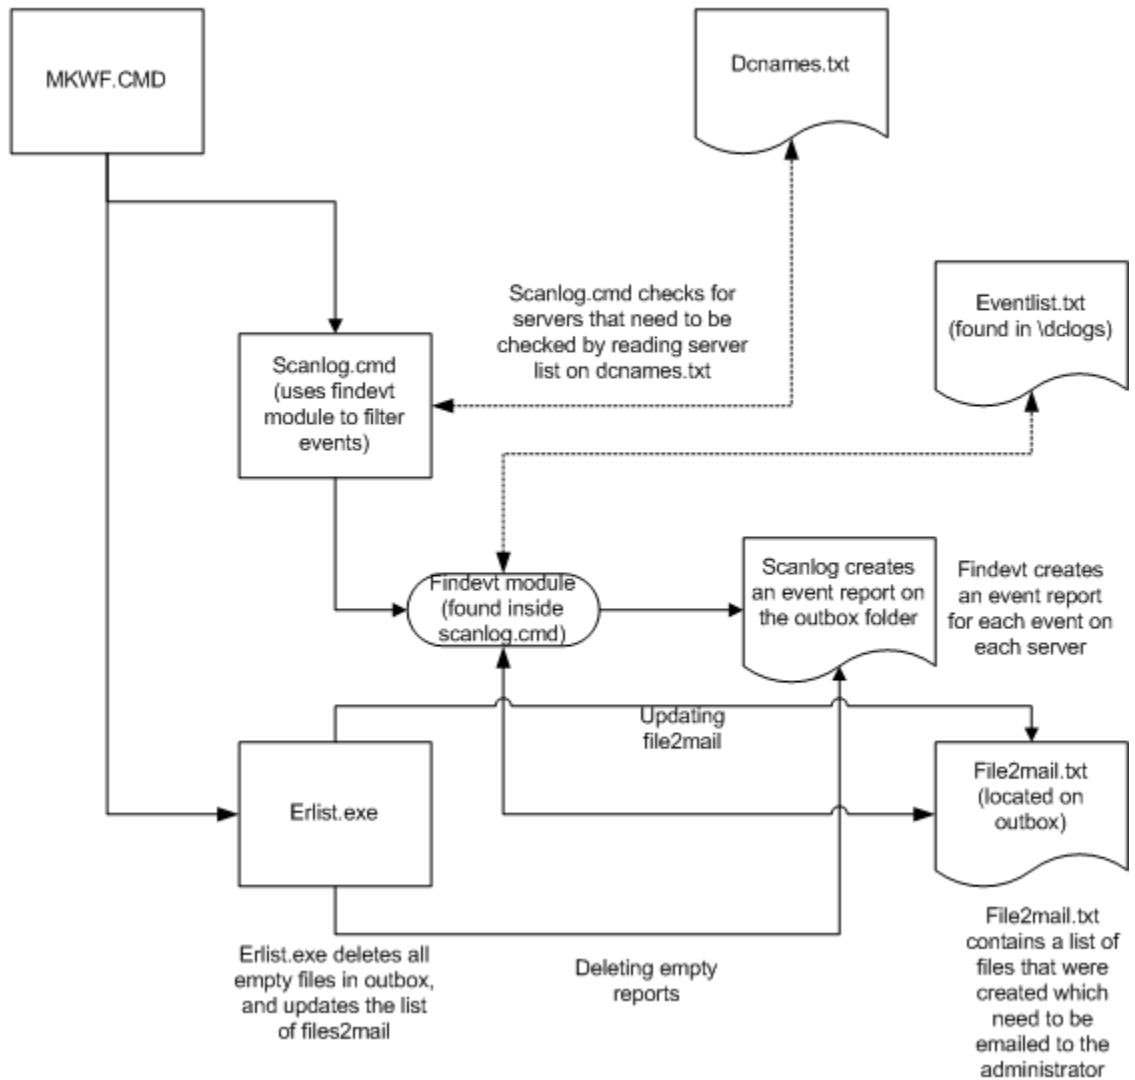 MKWF.CMD
Dcnames.txt
Scanlog.cmd checks for
servers that need to be
checked by reading server
list on dcnames.txt
Eventlist.txt
(found in \dclogs)
Scanlog.cmd
(uses findevt
module to filter
events)
Findevt module
(found inside
scanlog.cmd)
Scanlog creates
an event report on
the outbox folder
Findevt creates
an event report
for each event on
each server
Updating
file2mail
Erlist.exe
File2mail.txt
(located on
outbox)
Erlist.exe deletes all
empty files in outbox,
and updates the list
of files2mail
Deleting empty
reports
File2mail.txt
contains a list of
files that were
created which
need to be
emailed to the
administrator